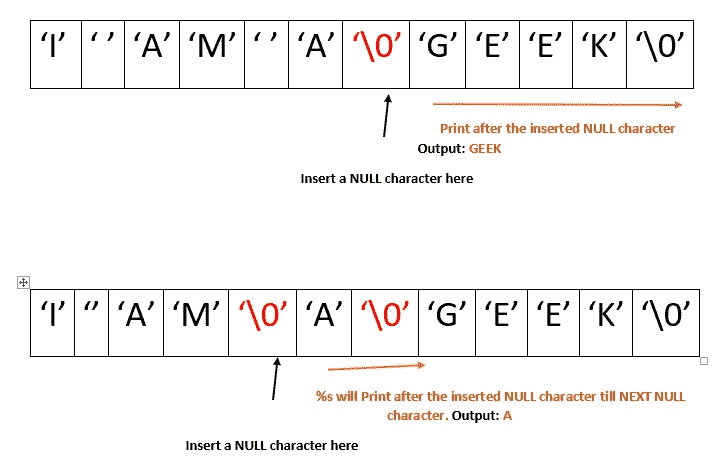 ‘I’ ‘ ’ ‘A’ ‘M’ ‘ ’ ‘A’ ‘\0’ ‘G’ ‘E’ ‘E’ ‘K’ ‘\0’
Print after the inserted NULL character
Output: GEEK
Insert a NULL character here
‘I’ ‘’ ‘A’ ‘M’ ‘\0’ ‘A’ ‘\0’ ‘G’ ‘E’ ‘E’ ‘K’ ‘\0’
%s will Print after the inserted NULL character till NEXT NULL
character. Output: A
Insert a NULL character here